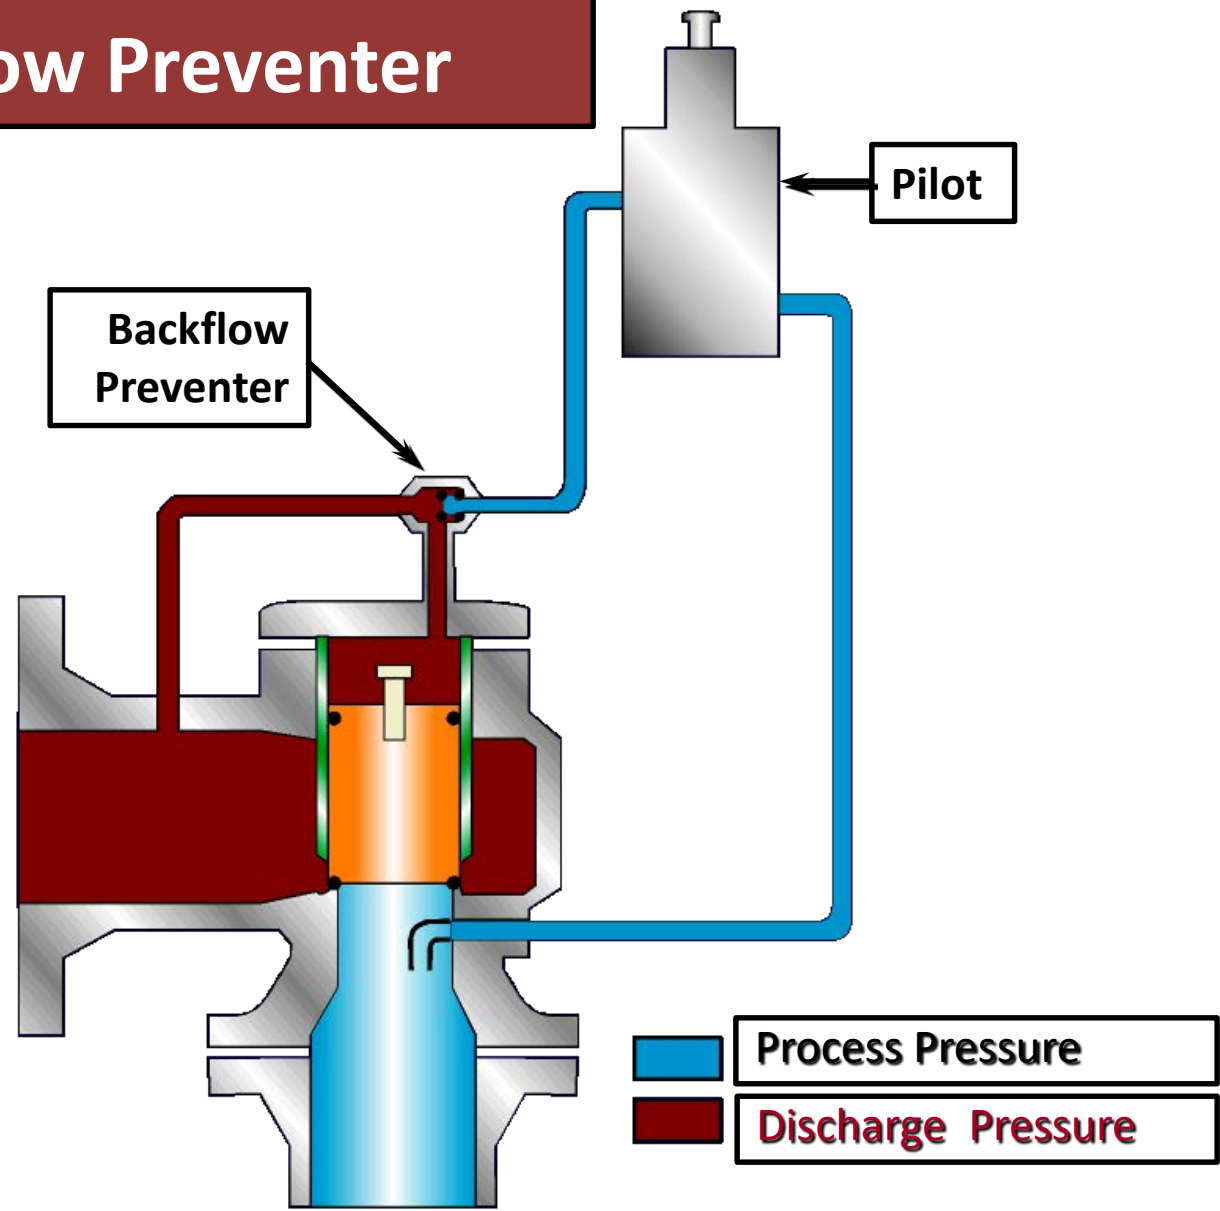 ow Preventer
Pilot
Backflow
Preventer
Process Pressure
Discharge Pressure